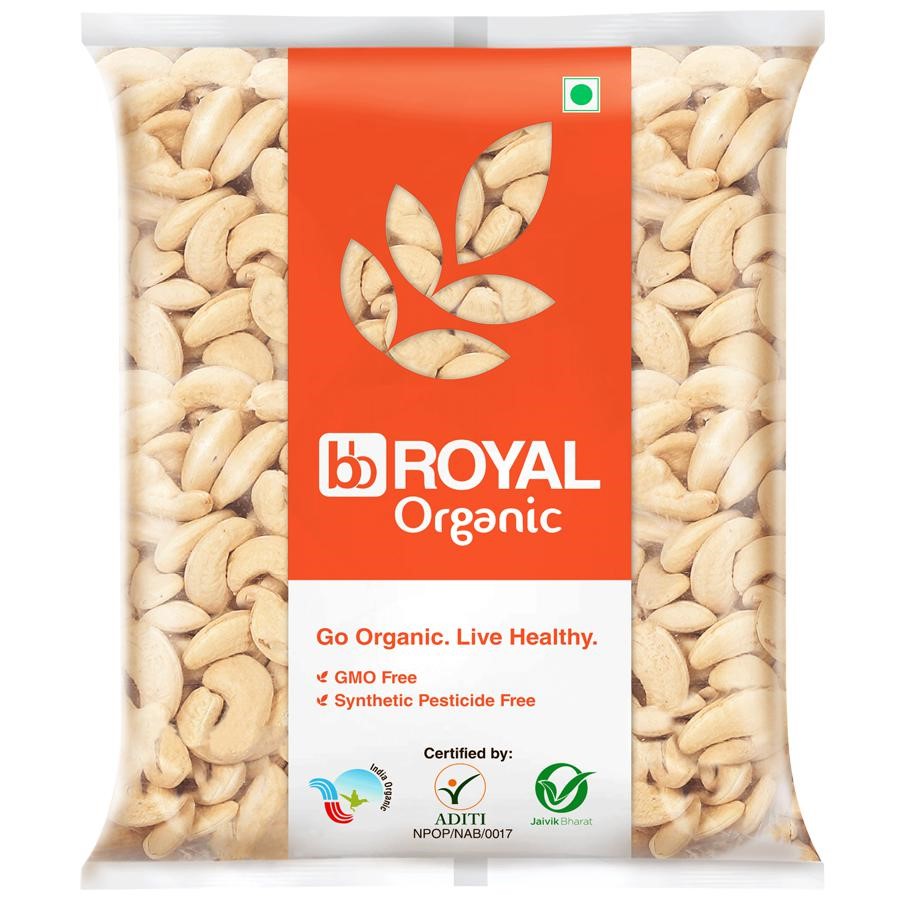 bb ROYAL
Organic
Go Organic. Live Healthy.
GMO Free
Synthetic Pesticide Free
Certified by:
India Organic
ADITI
NPOP/NAB/0017
Jaivik Bharat